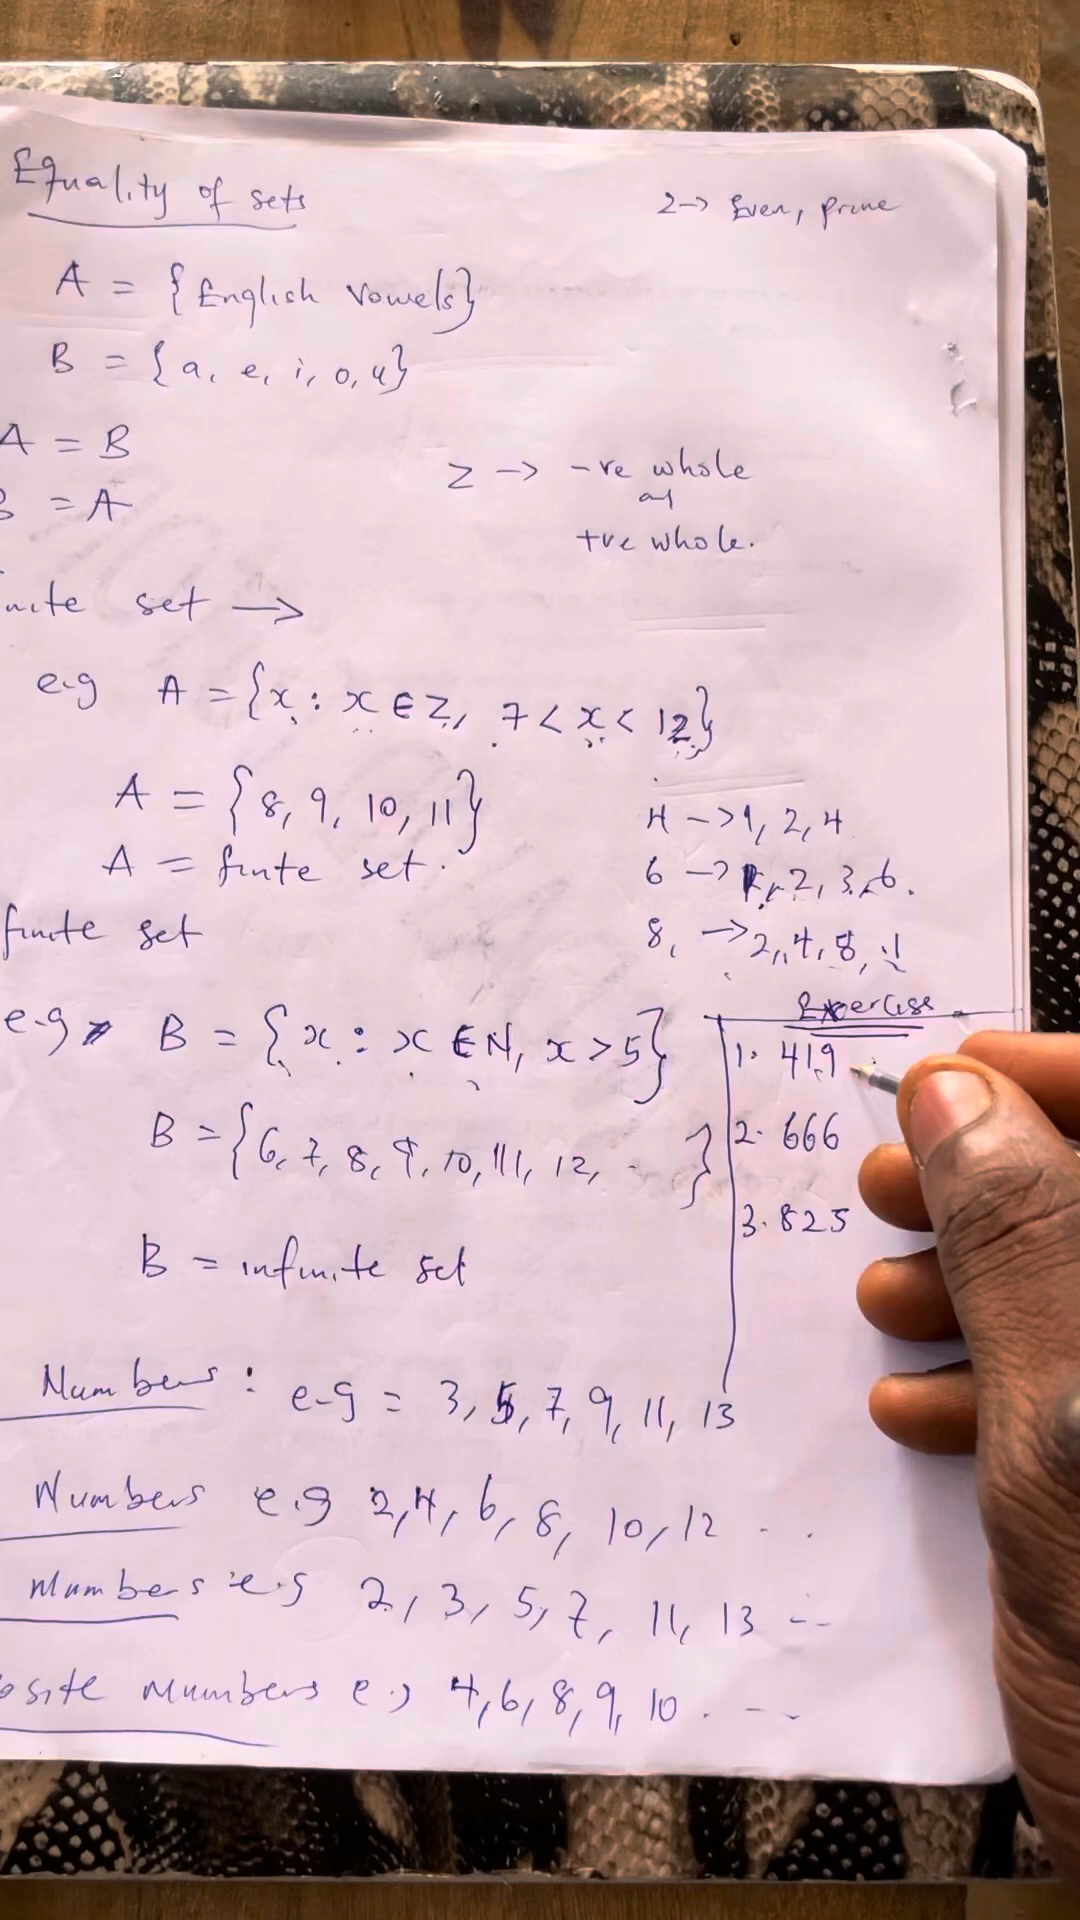 Equality of sets
2 -> Even, prime
A = {English Vowels}
B = {a, e, i, o, u}
A = B
B = A
Z -> -ve whole
+ve whole.
nite set ->
e.g A = {x : x ∈ Z, 7 < x < 12}
A = {8, 9, 10, 11}
A = finte set.
4 -> 1, 2, 4
6 -> 1, 2, 3, 6.
8, -> 2, 4, 8, 1
finite set
Exercise
e.g B = {x : x ∈ N, x > 5}
1. 419
B = {6, 7, 8, 9, 10, 11, 12, . . }
2. 666
3. 825
B = infinite set
Numbers : e-g = 3, 5, 7, 9, 11, 13
Numbers e.g 2, 4, 6, 8, 10, 12 . . .
Numbers e.g 2, 3, 5, 7, 11, 13 ...
osite Numbers e.g 4, 6, 8, 9, 10 . ...